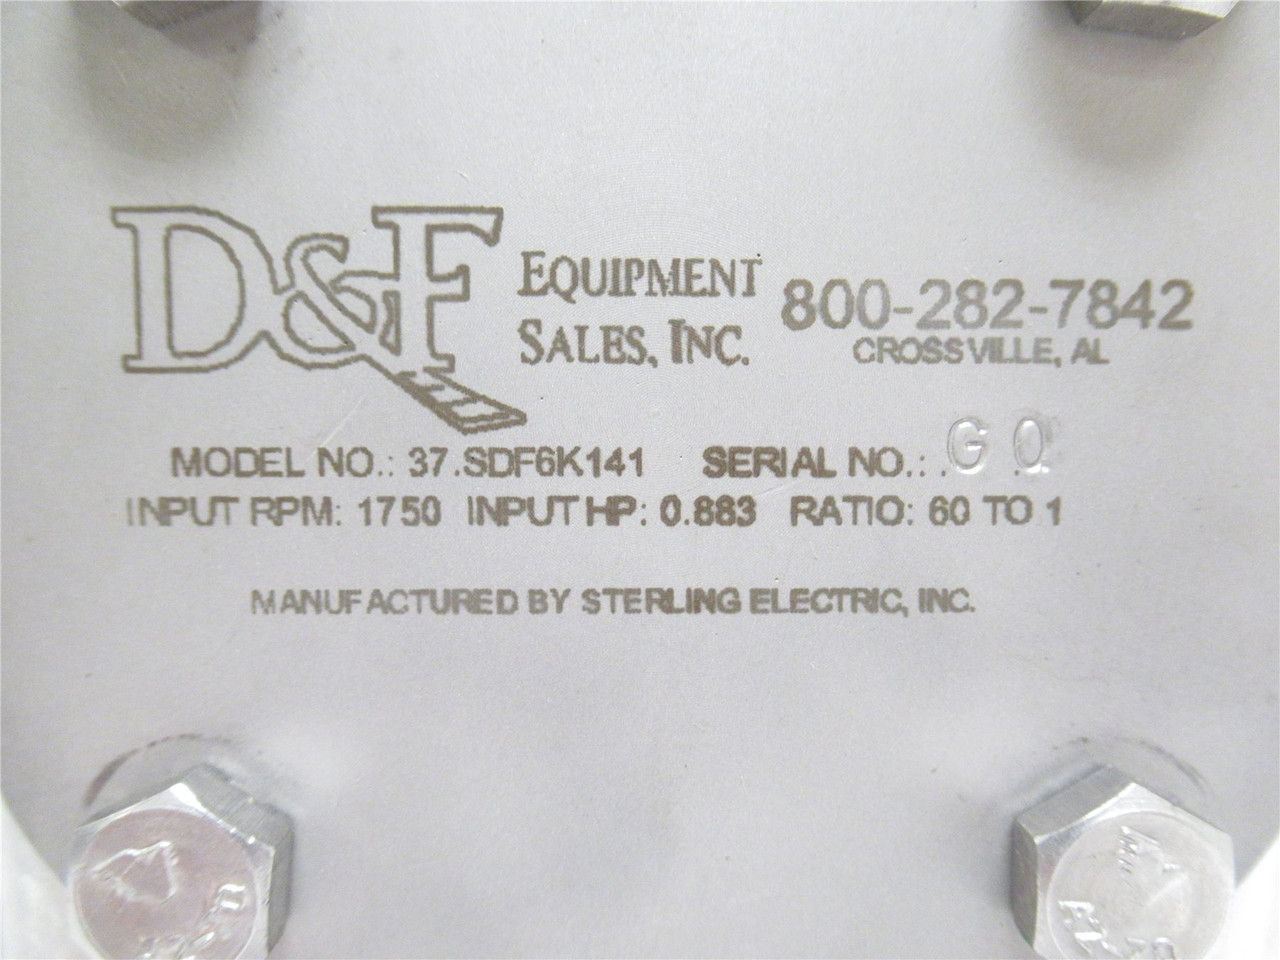 D&F EQUIPMENT SALES, INC.
800-282-7842
CROSSVILLE, AL
MODEL NO.: 37.SDF6K141 SERIAL NO.: G Q
INPUT RPM: 1750 INPUT HP: 0.883 RATIO: 60 TO 1
MANUFACTURED BY STERLING ELECTRIC, INC.